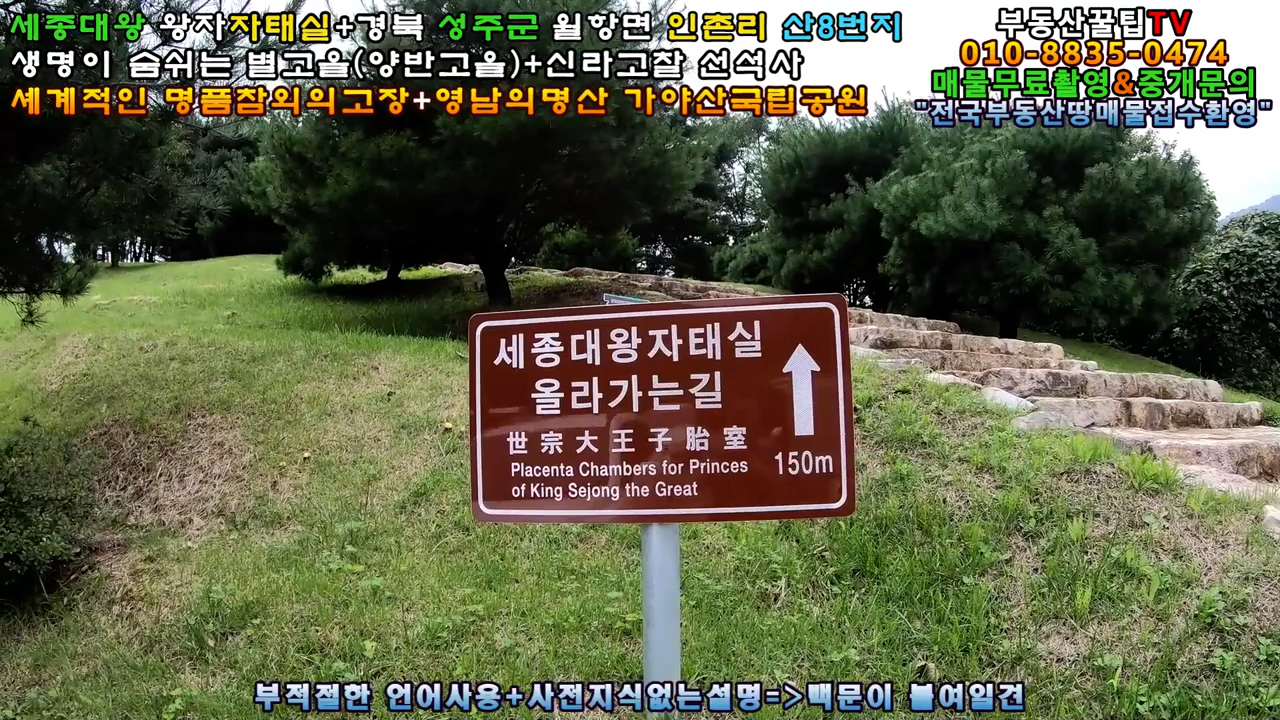 세종대왕 왕자자태실+경북 성주군 월항면 인촌리 산8번지
생명이 숨쉬는 별고을(양반고을)+신라고찰 선석사
세계적인 명품참외의고장+영남의명산 가야산국립공원
부동산꿀팁TV
010-8835-0474
매물무료촬영&중개문의
"전국부동산땅매물접수환영"
세종대왕자태실
올라가는길
世宗大王子胎室
Placenta Chambers for Princes
of King Sejong the Great
150m
부적절한 언어사용+사전지식없는설명=>백문이 불여일견